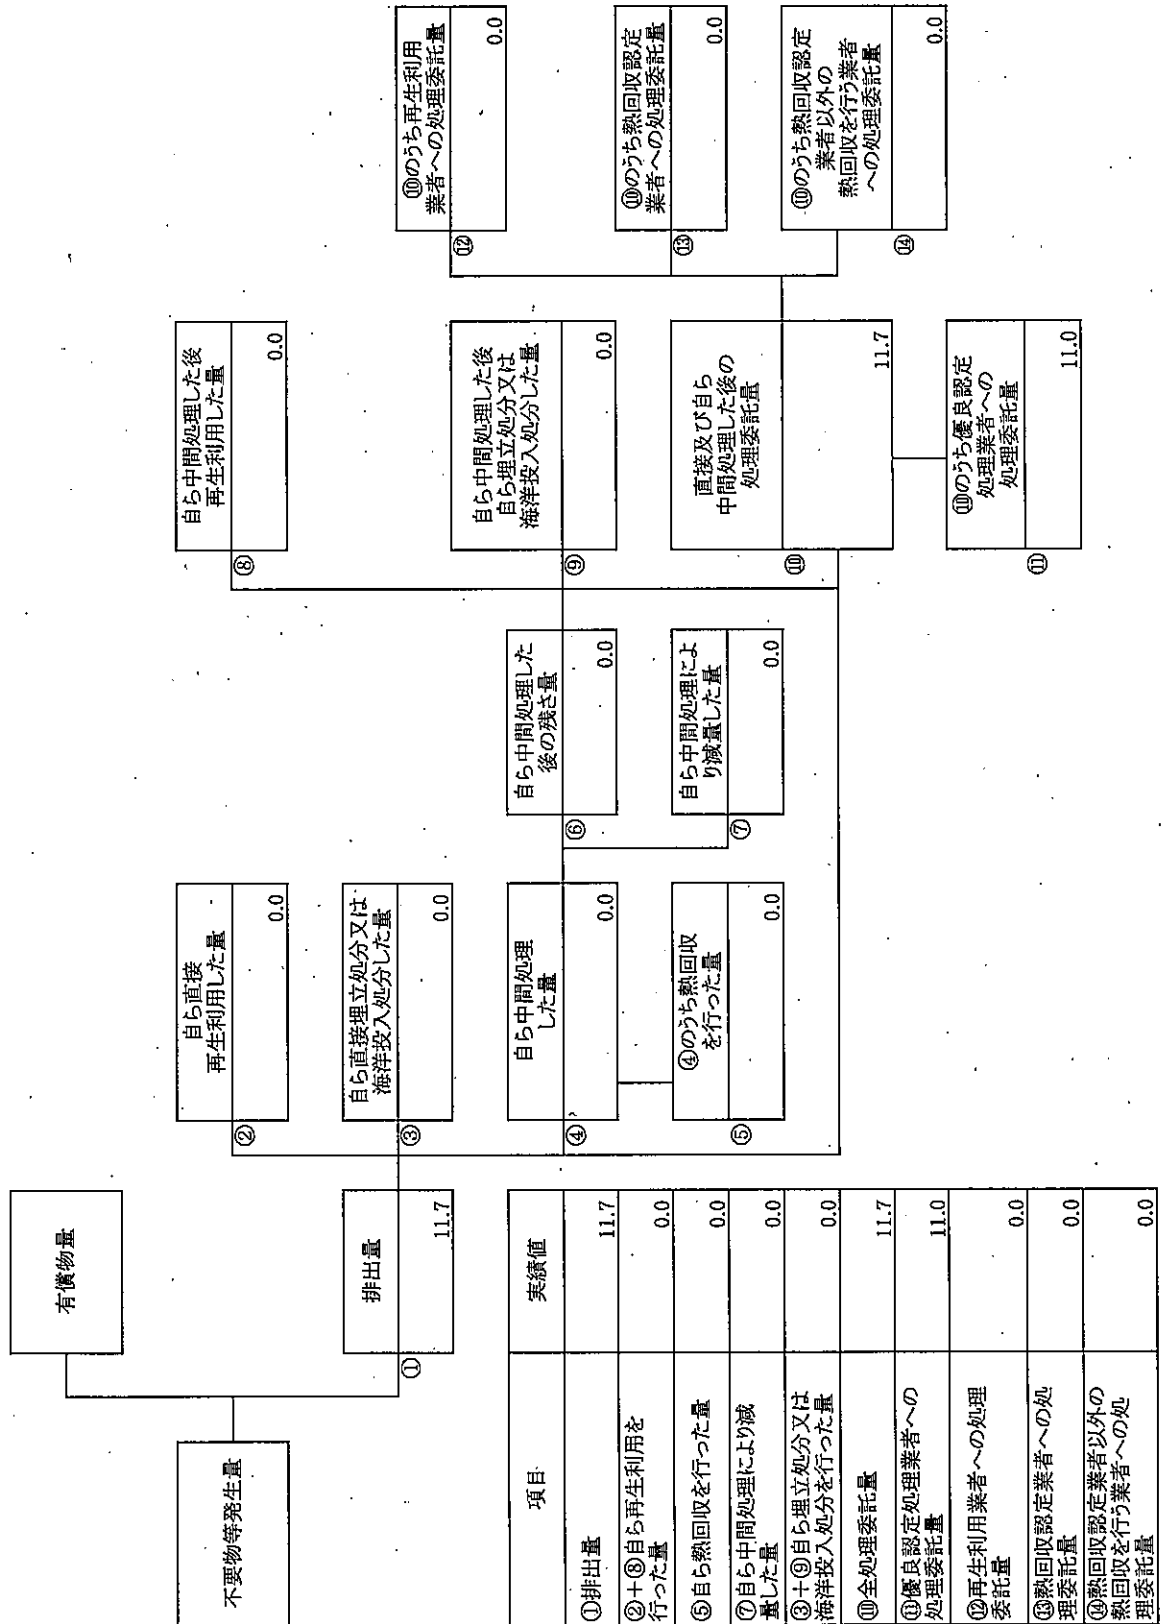 不要物等発生量
有償物量
①
排出量
11.7
②
自ら直接
再生利用した量
0.0
③
自ら直接埋立処分又は
海洋投入処分した量
0.0
④
自ら中間処理
した量
0.0
⑤
④のうち熱回収
を行った量
0.0
⑥
自ら中間処理した
後の残さ量
0.0
⑦
自ら中間処理によ
り減量した量
0.0
⑧
自ら中間処理した後
再生利用した量
0.0
⑨
自ら中間処理した後
自ら埋立処分又は
海洋投入処分した量
0.0
⑩
直接及び自ら
中間処理した後の
処理委託量
11.7
⑪
⑩のうち優良認定
処理業者への
処理委託量
11.0
⑫
⑩のうち再生利用
業者への処理委託量
0.0
⑬
⑩のうち熱回収認定
業者への処理委託量
0.0
⑭
⑩のうち熱回収認定
業者以外の
熱回収を行う業者
への処理委託量
0.0
項目 実績値
①排出量 11.7
②+⑧自ら再生利用を
行った量 0.0
⑤自ら熱回収を行った量 0.0
⑦自ら中間処理により減
量した量 0.0
③+⑨自ら埋立処分又は
海洋投入処分を行った量 0.0
⑩全処理委託量 11.7
⑪優良認定処理業者への
処理委託量 11.0
⑫再生利用業者への処理
委託量 0.0
⑬熱回収認定業者への処
理委託量 0.0
⑭熱回収認定業者以外の
熱回収を行う業者への処
理委託量 0.0